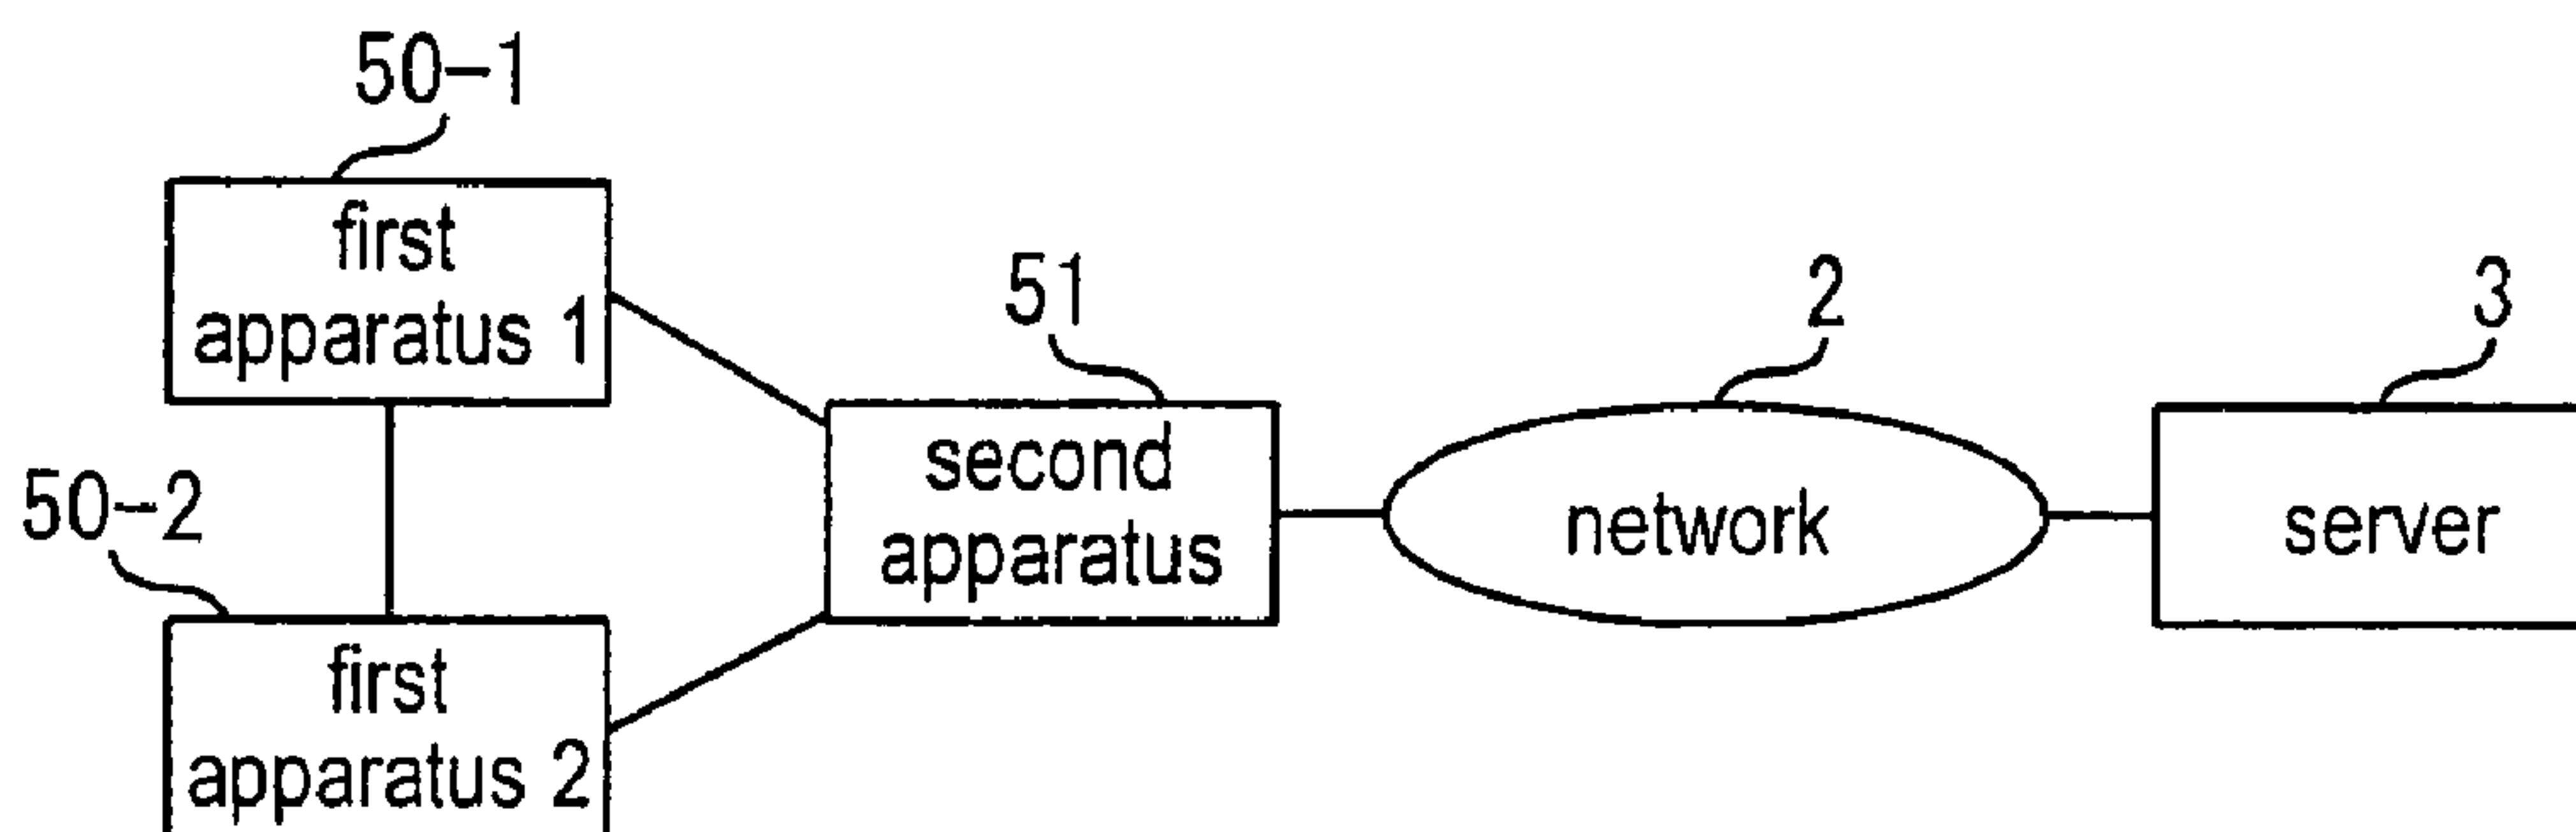 50-1
first
apparatus 1
51
second
apparatus
2
network
3
server
50-2
first
apparatus 2